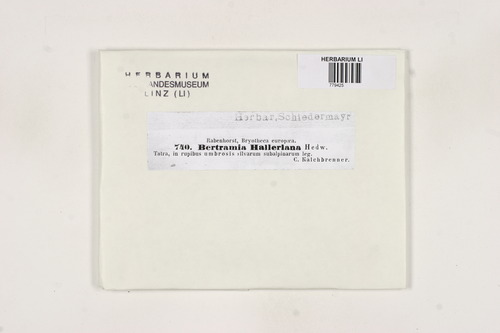 HERBARIUM
LANDESMUSEUM
LINZ (LI)
HERBARIUM LI
779425
Herbar. Schiedermayr
Rabenhorst, Bryotheca europaea.
740. Bertramia Halleriana Hedw.
Tatra, in rupibus umbrosis silvarum subalpinarum leg.
C. Kalchbrenner.